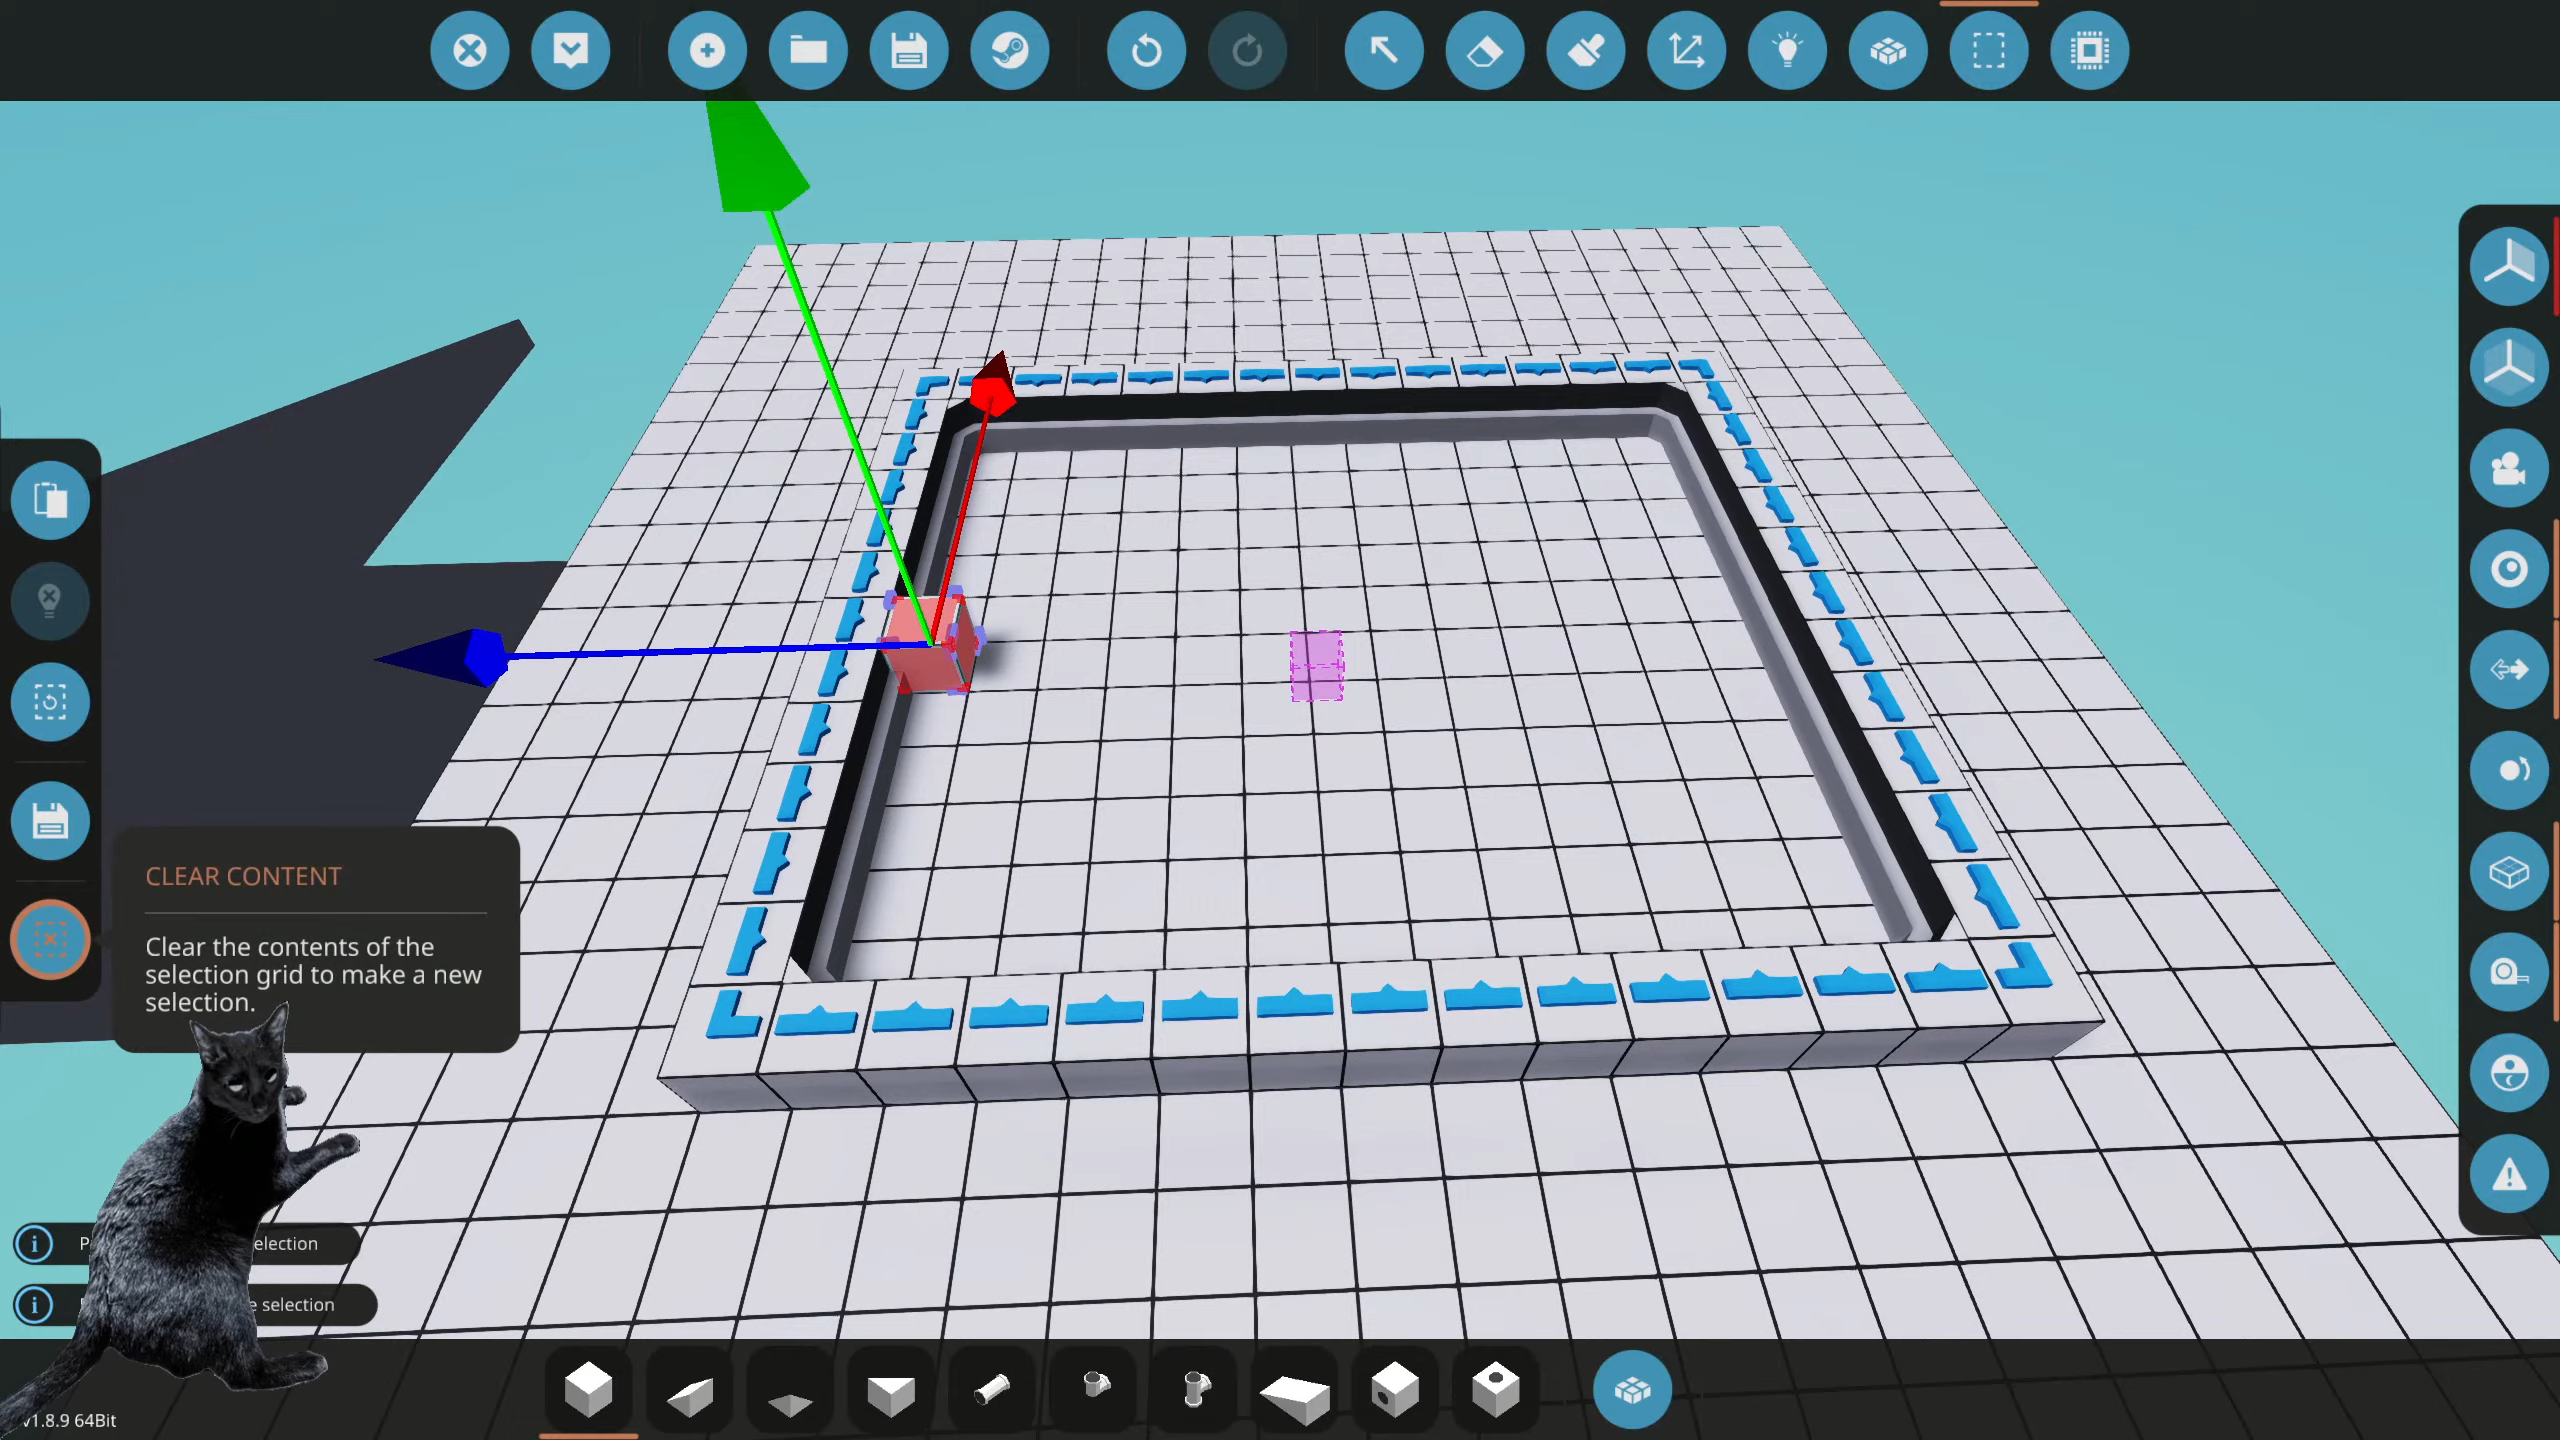 CLEAR CONTENT
Clear the contents of the
selection grid to make a new
selection.
election
e selection
v1.8.9 64Bit